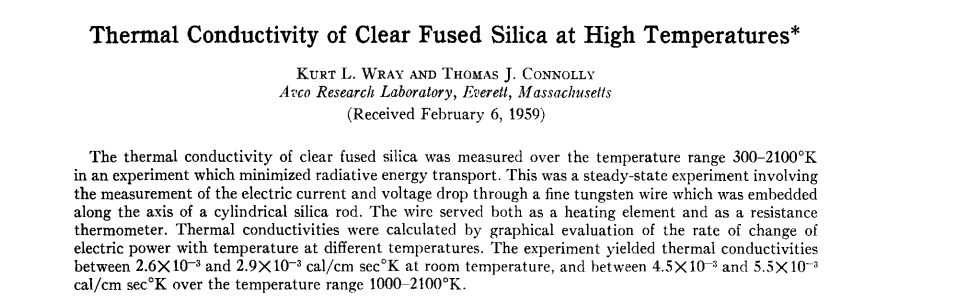 Thermal Conductivity of Clear Fused Silica at High Temperatures*
KURT L. WRAY AND THOMAS J. CONNOLLY
Avco Research Laboratory, Everett, Massachusetts
(Received February 6, 1959)
The thermal conductivity of clear fused silica was measured over the temperature range 300–2100°K
in an experiment which minimized radiative energy transport. This was a steady-state experiment involving
the measurement of the electric current and voltage drop through a fine tungsten wire which was embedded
along the axis of a cylindrical silica rod. The wire served both as a heating element and as a resistance
thermometer. Thermal conductivities were calculated by graphical evaluation of the rate of change of
electric power with temperature at different temperatures. The experiment yielded thermal conductivities
between 2.6×10⁻³ and 2.9×10⁻³ cal/cm sec°K at room temperature, and between 4.5×10⁻³ and 5.5×10⁻³
cal/cm sec°K over the temperature range 1000–2100°K.